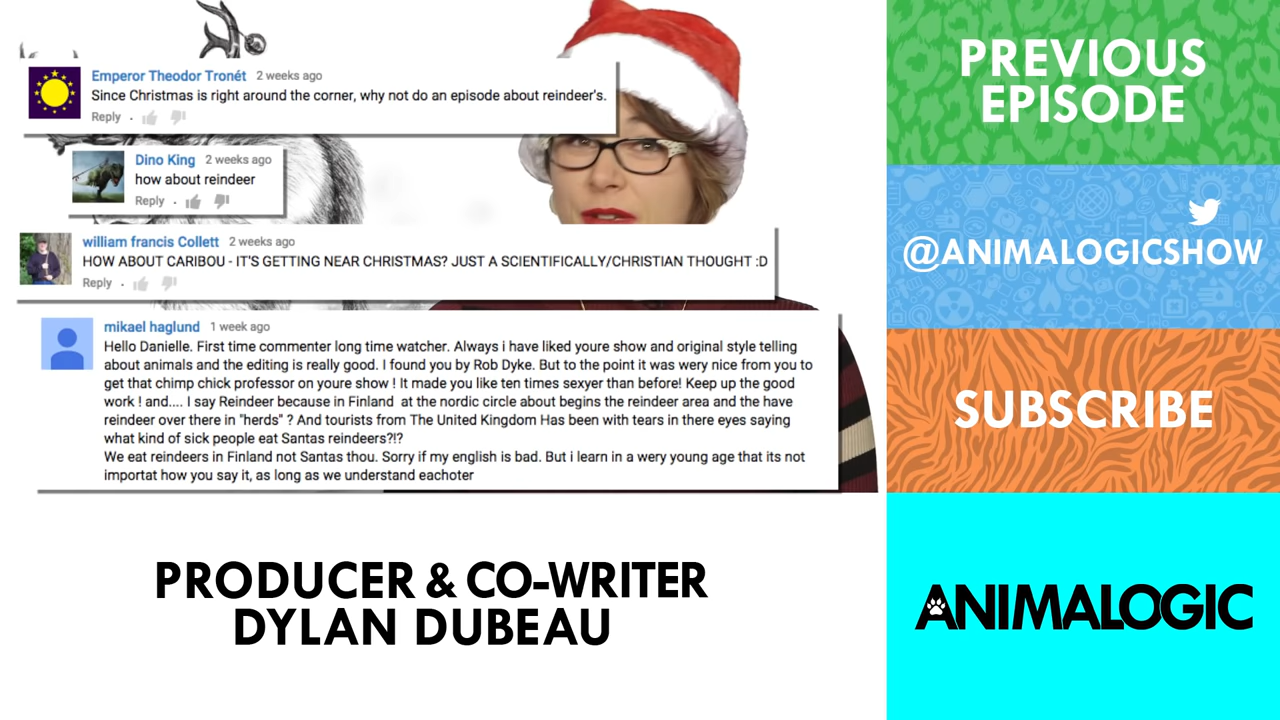 Emperor Theodor Tronét 2 weeks ago
Since Christmas is right around the corner, why not do an episode about reindeer's.
Reply
Dino King 2 weeks ago
how about reindeer
Reply
william francis Collett 2 weeks ago
HOW ABOUT CARIBOU - IT'S GETTING NEAR CHRISTMAS? JUST A SCIENTIFICALLY/CHRISTIAN THOUGHT :D
Reply
mikael haglund 1 week ago
Hello Danielle. First time commenter long time watcher. Always i have liked youre show and original style telling
about animals and the editing is really good. I found you by Rob Dyke. But to the point it was wery nice from you to
get that chimp chick professor on youre show ! It made you like ten times sexyer than before! Keep up the good
work ! and.... I say Reindeer because in Finland at the nordic circle about begins the reindeer area and the have
reindeer over there in "herds" ? And tourists from The United Kingdom Has been with tears in there eyes saying
what kind of sick people eat Santas reindeers?!?
We eat reindeers in Finland not Santas thou. Sorry if my english is bad. But i learn in a wery young age that its not
importat how you say it, as long as we understand eachoter
PRODUCER & CO-WRITER
DYLAN DUBEAU
PREVIOUS
EPISODE
@ANIMALOGICSHOW
SUBSCRIBE
ANIMALOGIC